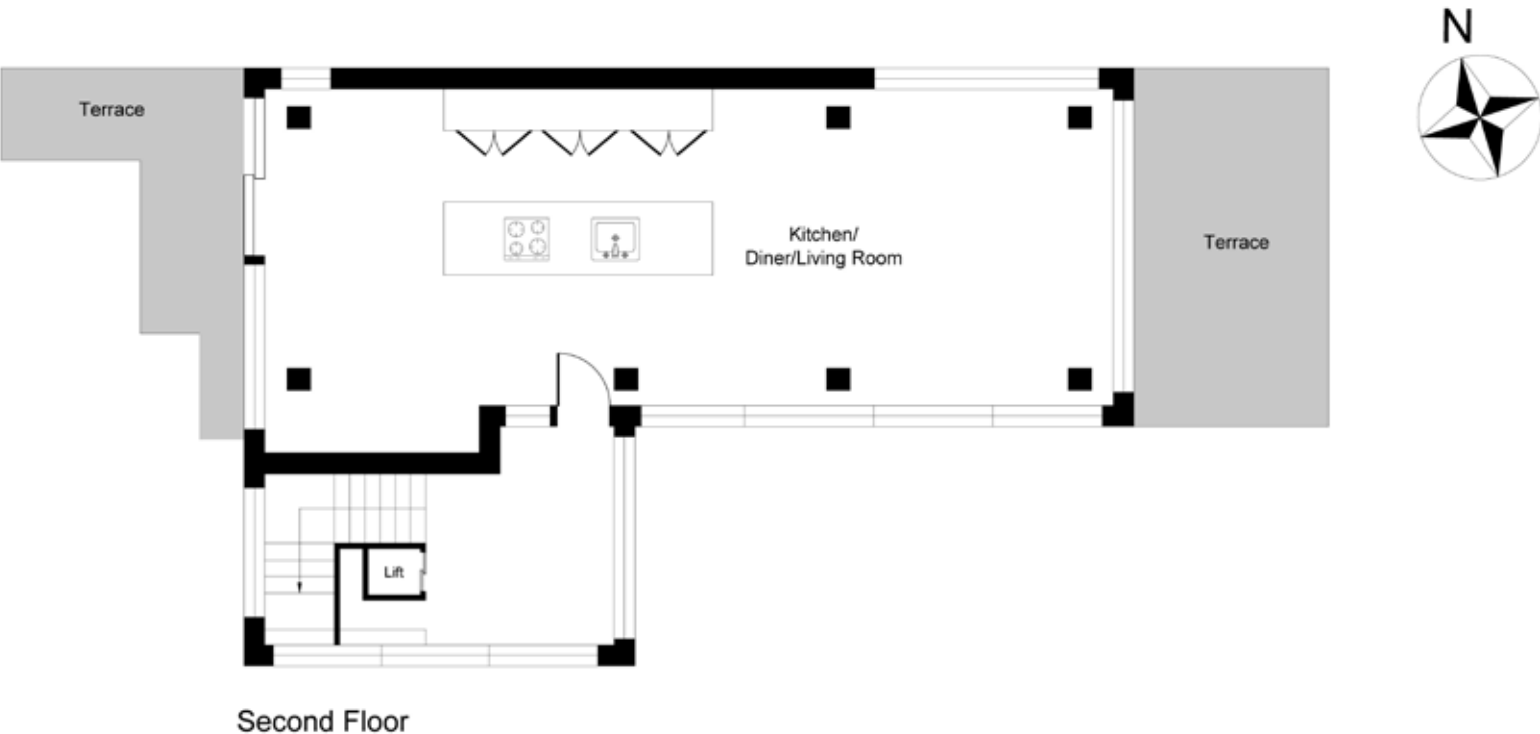 N
Terrace
Kitchen/
Diner/Living Room
Terrace
Lift
Second Floor